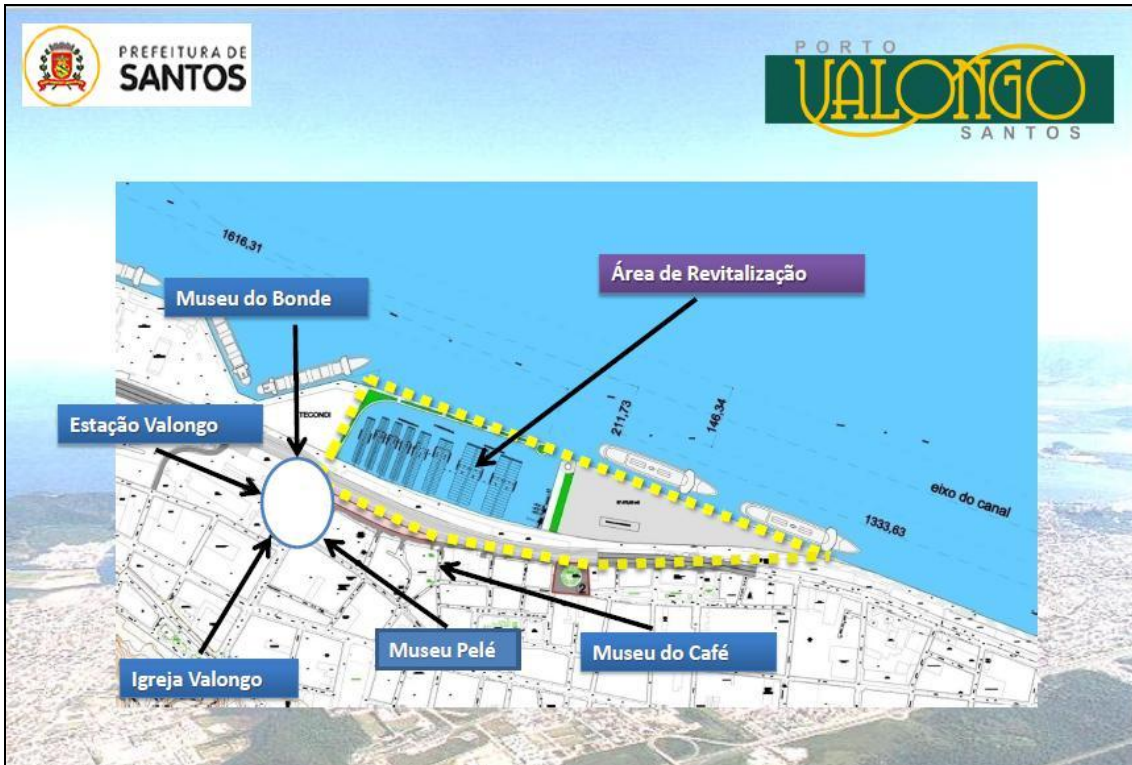 PREFEITURA DE
SANTOS
PORTO
VALONGO
SANTOS
1616,31
Área de Revitalização
Museu do Bonde
211,73
146,34
TECONDI
Estação Valongo
eixo do canal
1333,63
Museu Pelé
Museu do Café
Igreja Valongo